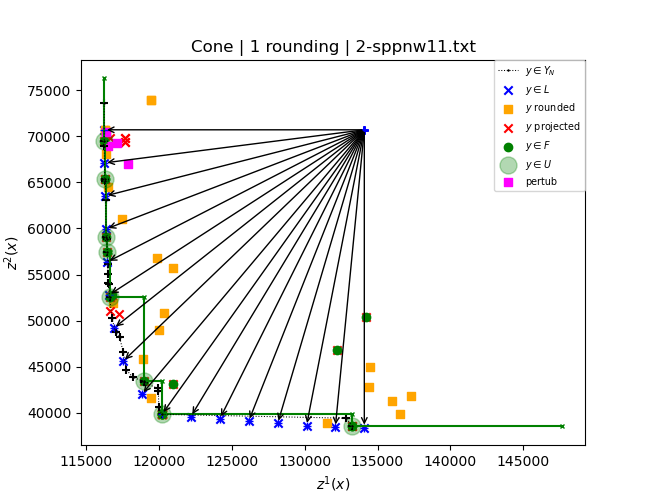 Cone | 1 rounding | 2-sppnw11.txt
y ∈ Y_N
y ∈ L
y rounded
y projected
y ∈ F
y ∈ U
pertub
75000
70000
65000
60000
55000
50000
45000
40000
z²(x)
115000 120000 125000 130000 135000 140000 145000
z¹(x)